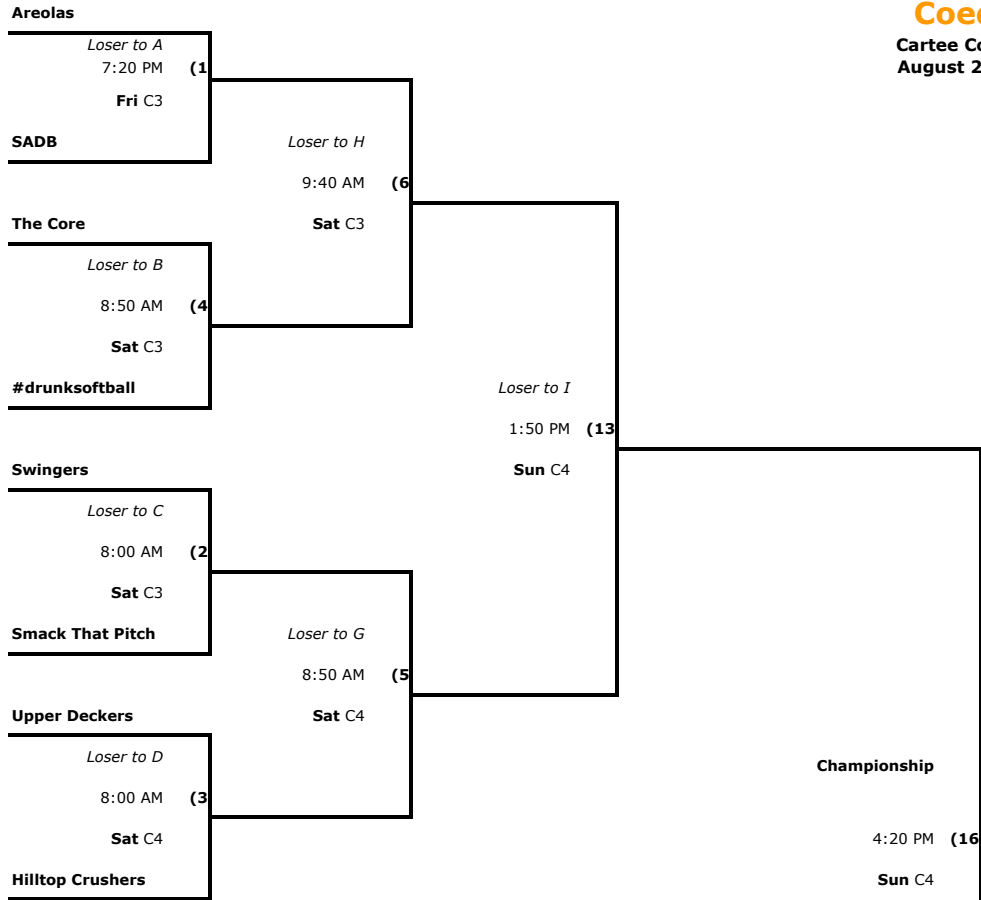 Areolas
Loser to A
7:20 PM (1
Fri C3
SADB
Loser to H
9:40 AM (6
The Core
Sat C3
Loser to B
8:50 AM (4
Sat C3
#drunksoftball
Loser to I
1:50 PM (13
Swingers
Sun C4
Loser to C
8:00 AM (2
Sat C3
Smack That Pitch
Loser to G
8:50 AM (5
Upper Deckers
Sat C4
Loser to D
8:00 AM (3
Sat C4
Hilltop Crushers
Championship
4:20 PM (16
Sun C4
Coe
Cartee Co
August 2